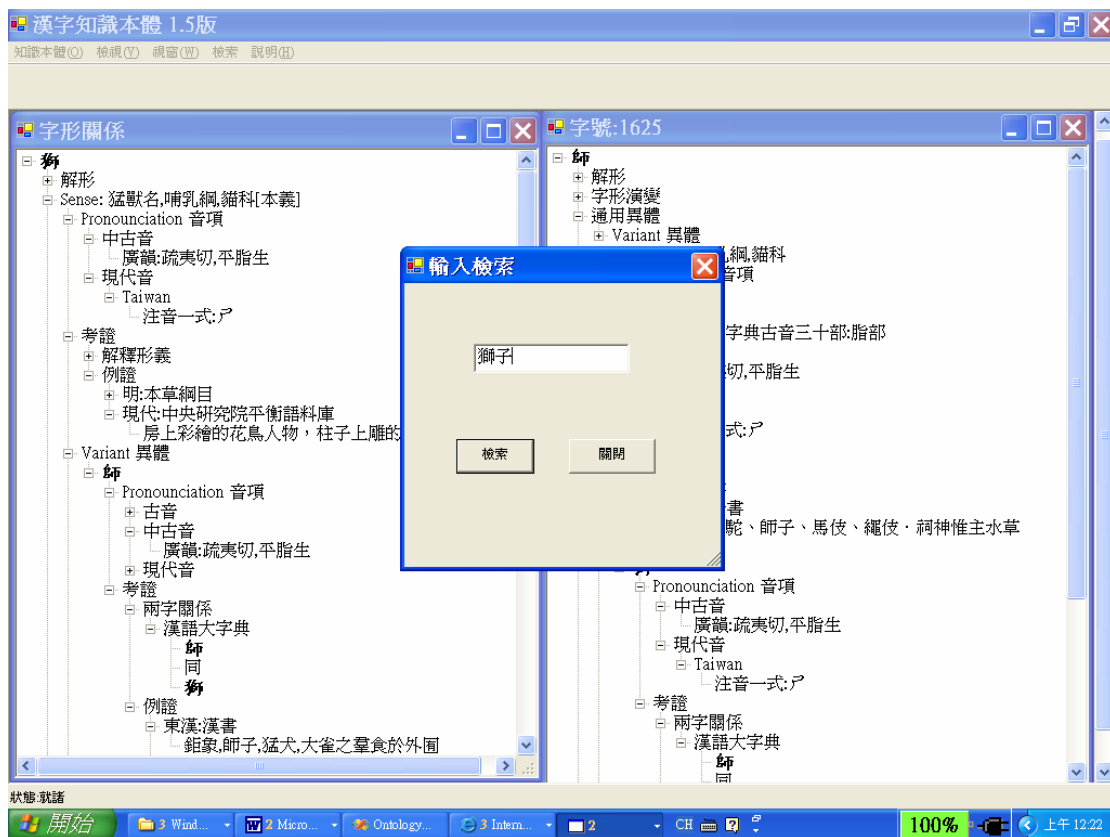 漢字知識本體 1.5版
知識本體(O) 檢視(Y) 視窗(W) 檢索 說明(H)
字形關係
獅
解形
Sense: 猛獸名,哺乳綱,貓科[本義]
Pronounciation 音項
中古音
廣韻:疏夷切,平脂生
現代音
Taiwan
注音一式:ㄕ
考證
解釋形義
例證
明:本草綱目
現代:中央研究院平衡語料庫
房上彩繪的花鳥人物，柱子上雕的
Variant 異體
師
Pronounciation 音項
古音
中古音
廣韻:疏夷切,平脂生
現代音
考證
兩字關係
漢語大字典
師
同
獅
例證
東漢:漢書
鉅象,師子,猛犬,大雀之羣食於外囿
字號:1625
師
解形
字形演變
通用異體
Variant 異體
綱,貓科
音項
字典古音三十部:脂部
切,平脂生
式:ㄕ
書
駝、師子、馬伎、繩伎．祠神惟主水草
Pronounciation 音項
中古音
廣韻:疏夷切,平脂生
現代音
Taiwan
注音一式:ㄕ
考證
兩字關係
漢語大字典
師
同
輸入檢索
獅子
檢索 關閉
狀態:就緒
開始 3 Wind... 2 Micro... Ontology... 3 Intern... 2 CH 100% 上午 12:22